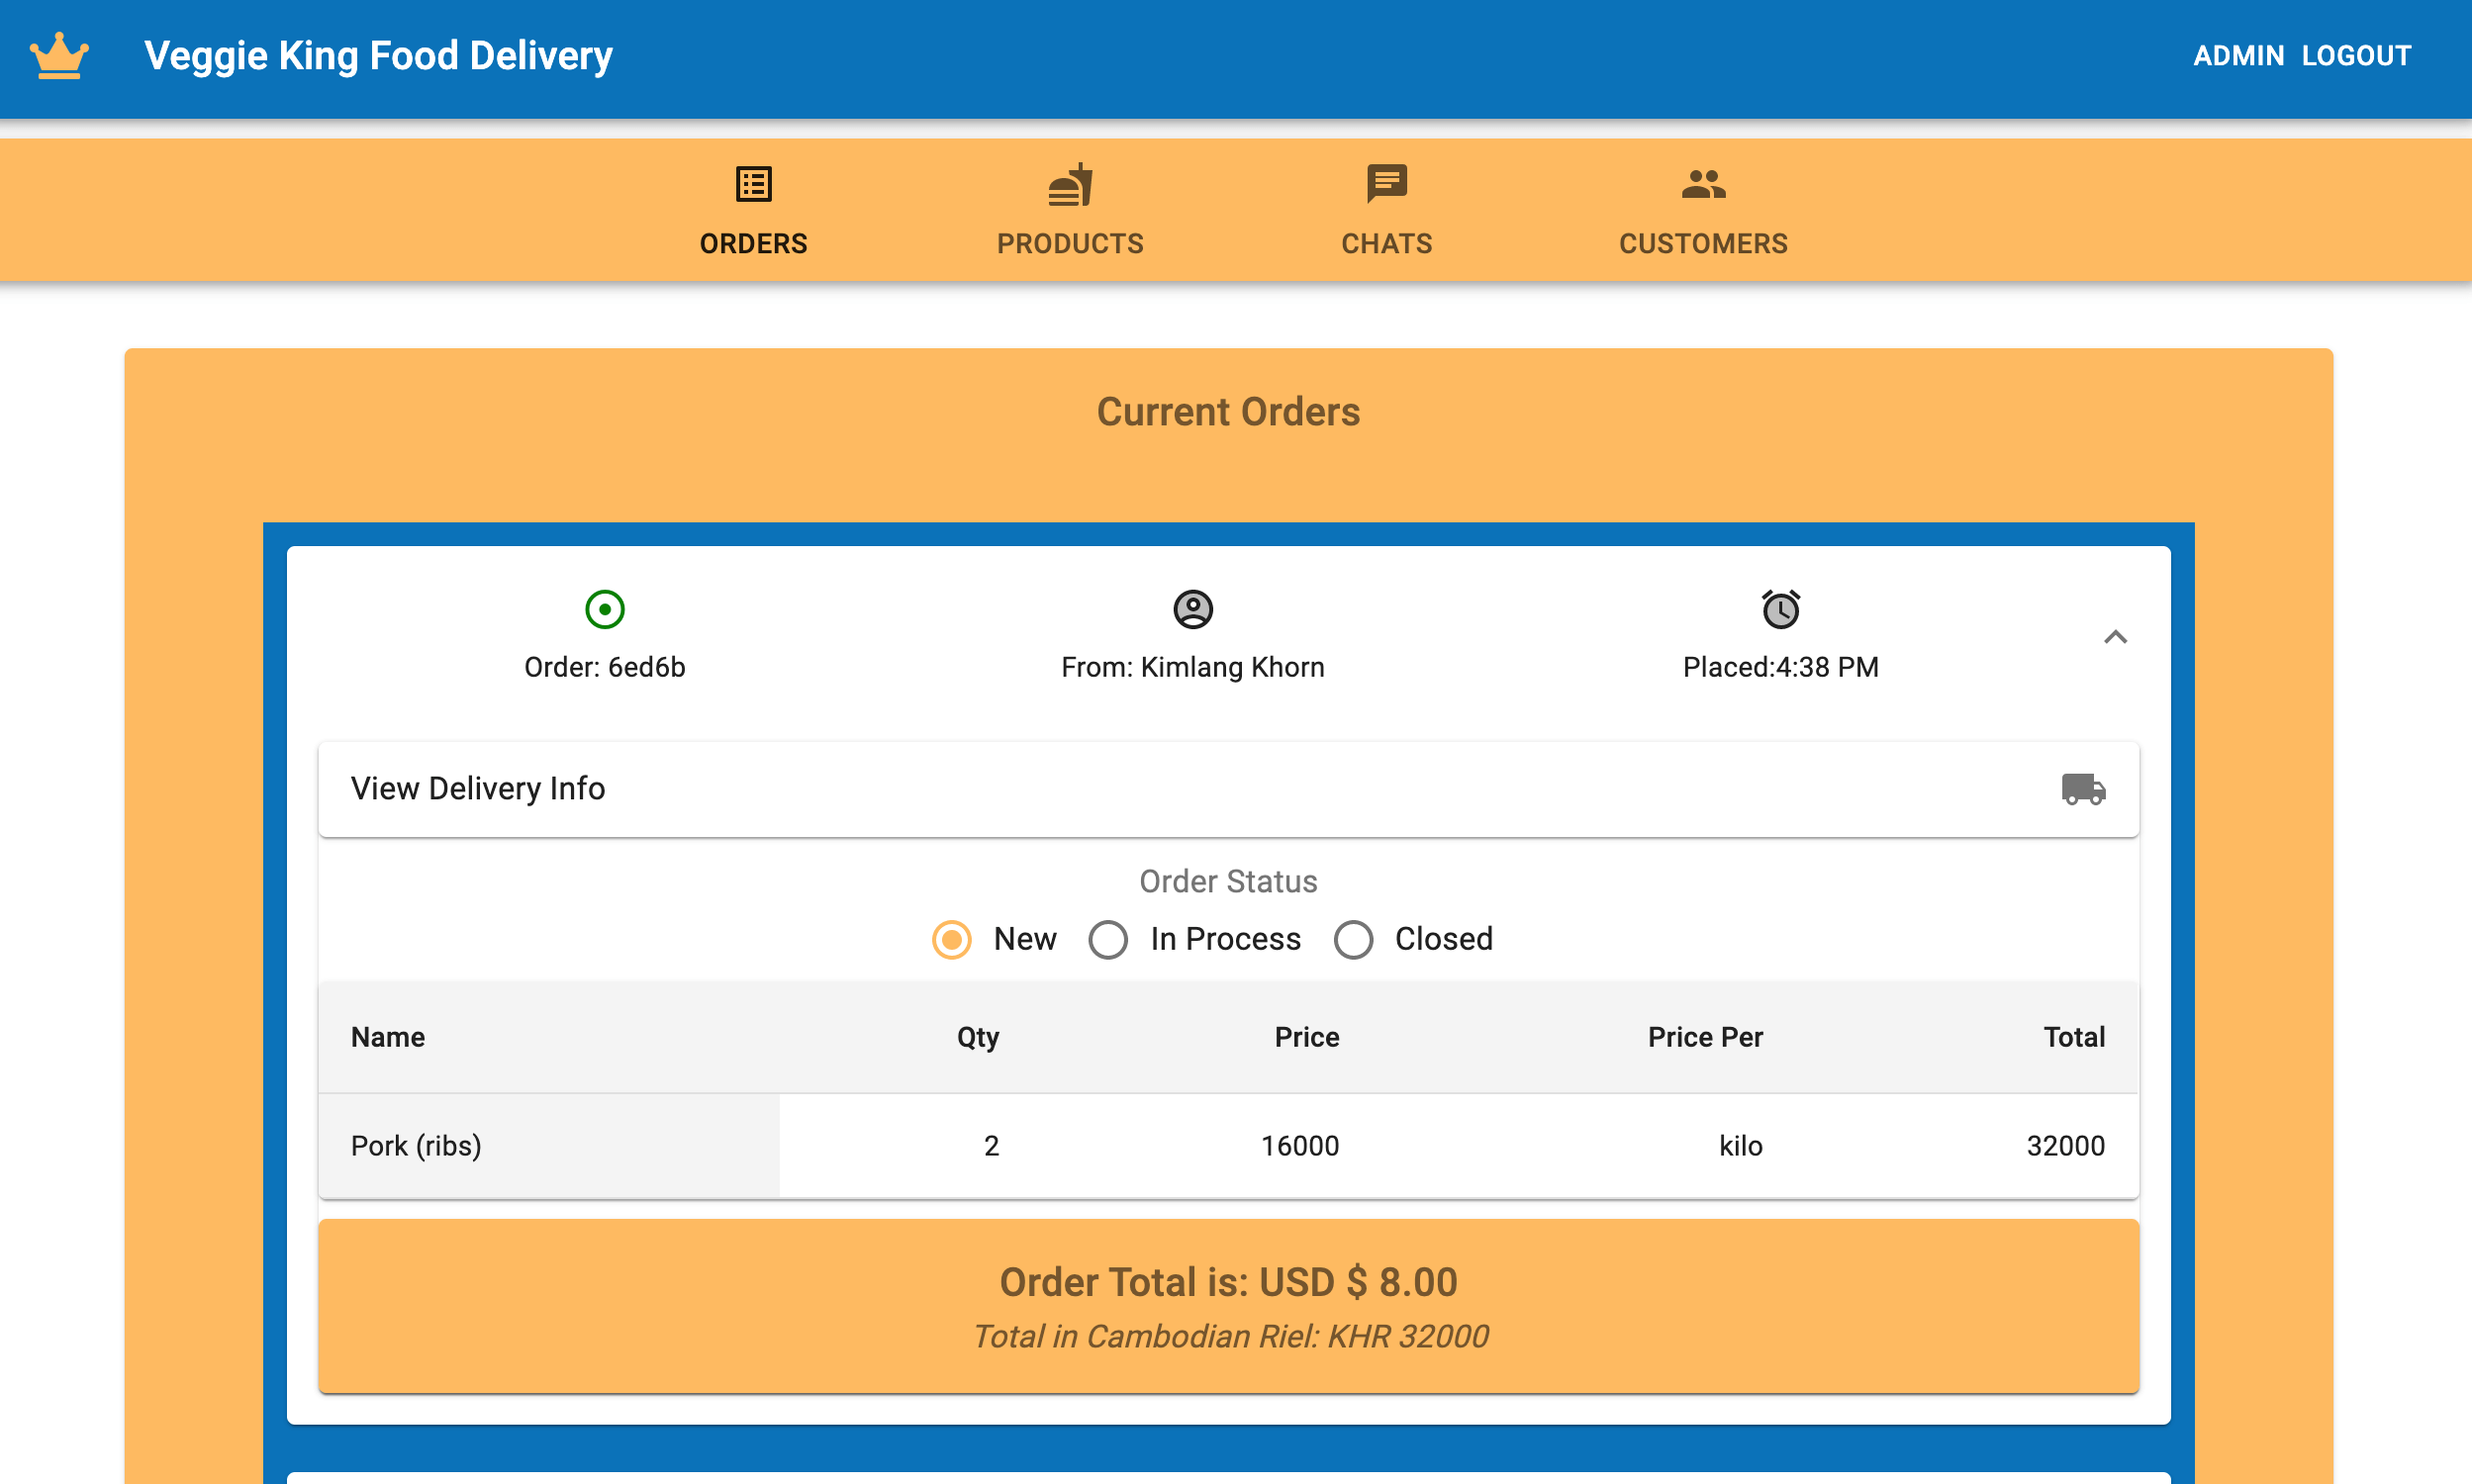 Veggie King Food Delivery
ADMIN LOGOUT
ORDERS PRODUCTS CHATS CUSTOMERS
Current Orders
Order: 6ed6b From: Kimlang Khorn Placed:4:38 PM
View Delivery Info
Order Status
New In Process Closed
Name Qty Price Price Per Total
Pork (ribs) 2 16000 kilo 32000
Order Total is: USD $ 8.00
Total in Cambodian Riel: KHR 32000